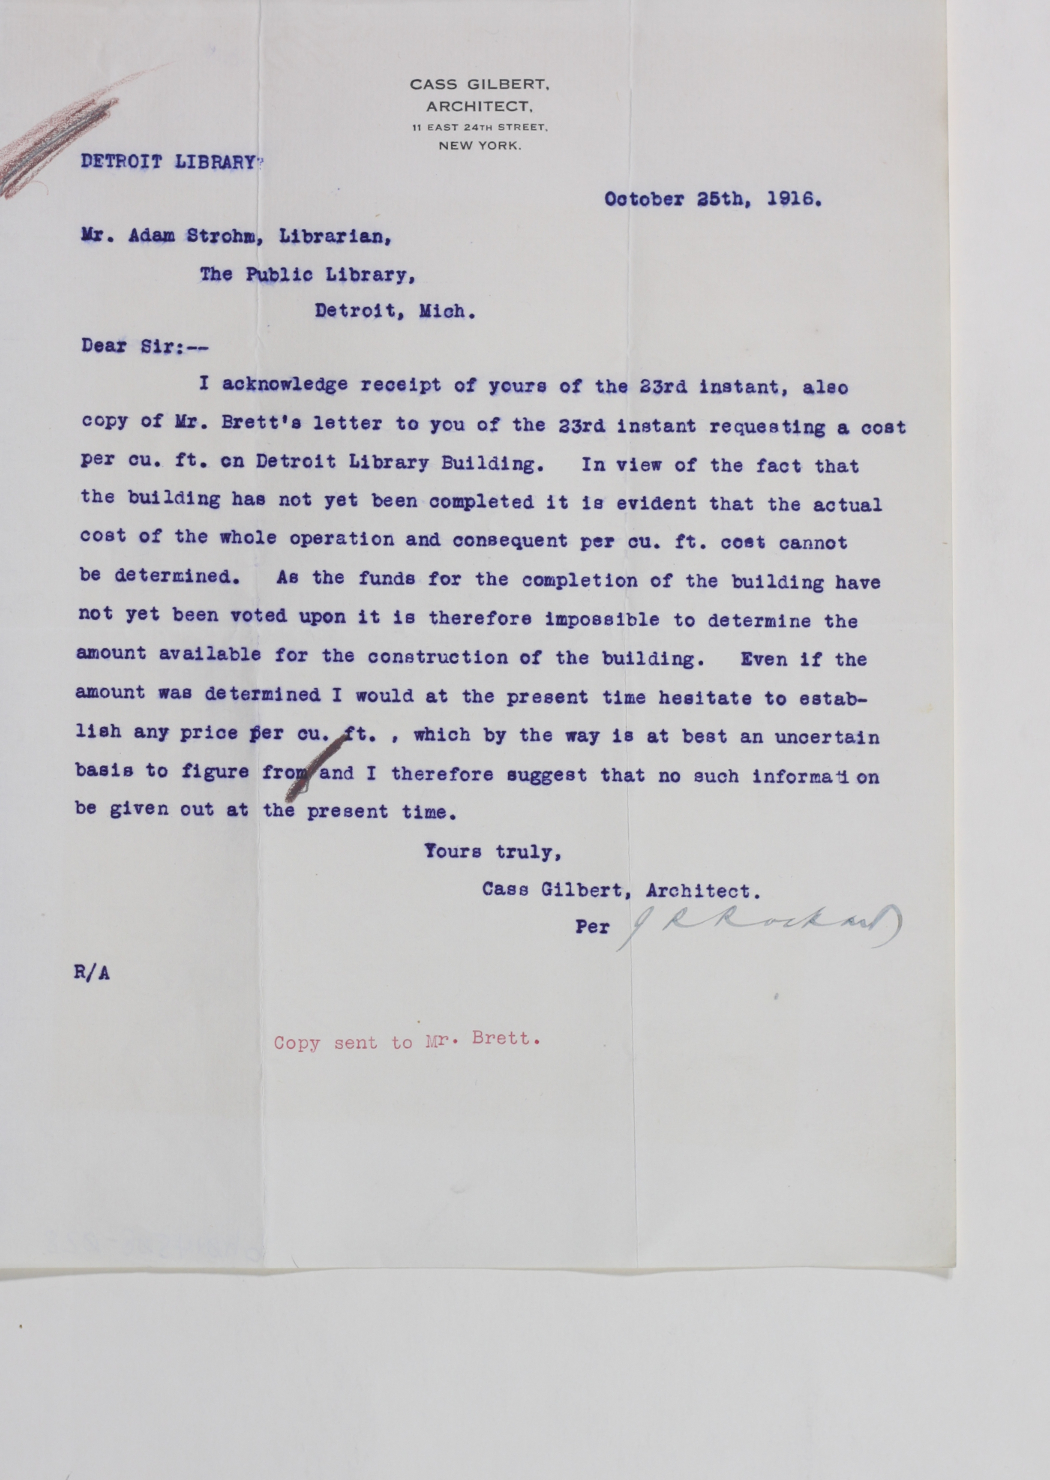 CASS GILBERT,
ARCHITECT,
11 EAST 24TH STREET,
NEW YORK.
DETROIT LIBRARY
October 25th, 1916.
Mr. Adam Strohm, Librarian,
The Public Library,
Detroit, Mich.
Dear Sir:--
I acknowledge receipt of yours of the 23rd instant, also
copy of Mr. Brett's letter to you of the 23rd instant requesting a cost
per cu. ft. on Detroit Library Building. In view of the fact that
the building has not yet been completed it is evident that the actual
cost of the whole operation and consequent per cu. ft. cost cannot
be determined. As the funds for the completion of the building have
not yet been voted upon it is therefore impossible to determine the
amount available for the construction of the building. Even if the
amount was determined I would at the present time hesitate to estab-
lish any price per cu. ft. , which by the way is at best an uncertain
basis to figure from and I therefore suggest that no such information
be given out at the present time.
Yours truly,
Cass Gilbert, Architect.
Per J R Rockart
R/A
Copy sent to Mr. Brett.